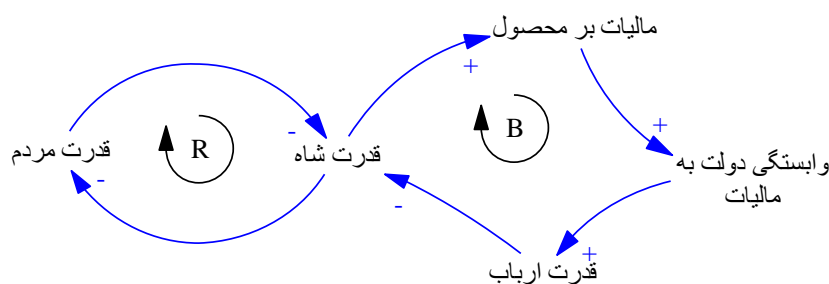 مالیات بر محصول
+
+
-
R
B
قدرت مردم
قدرت شاه
وابستگی دولت به
مالیات
-
-
+
قدرت ارباب